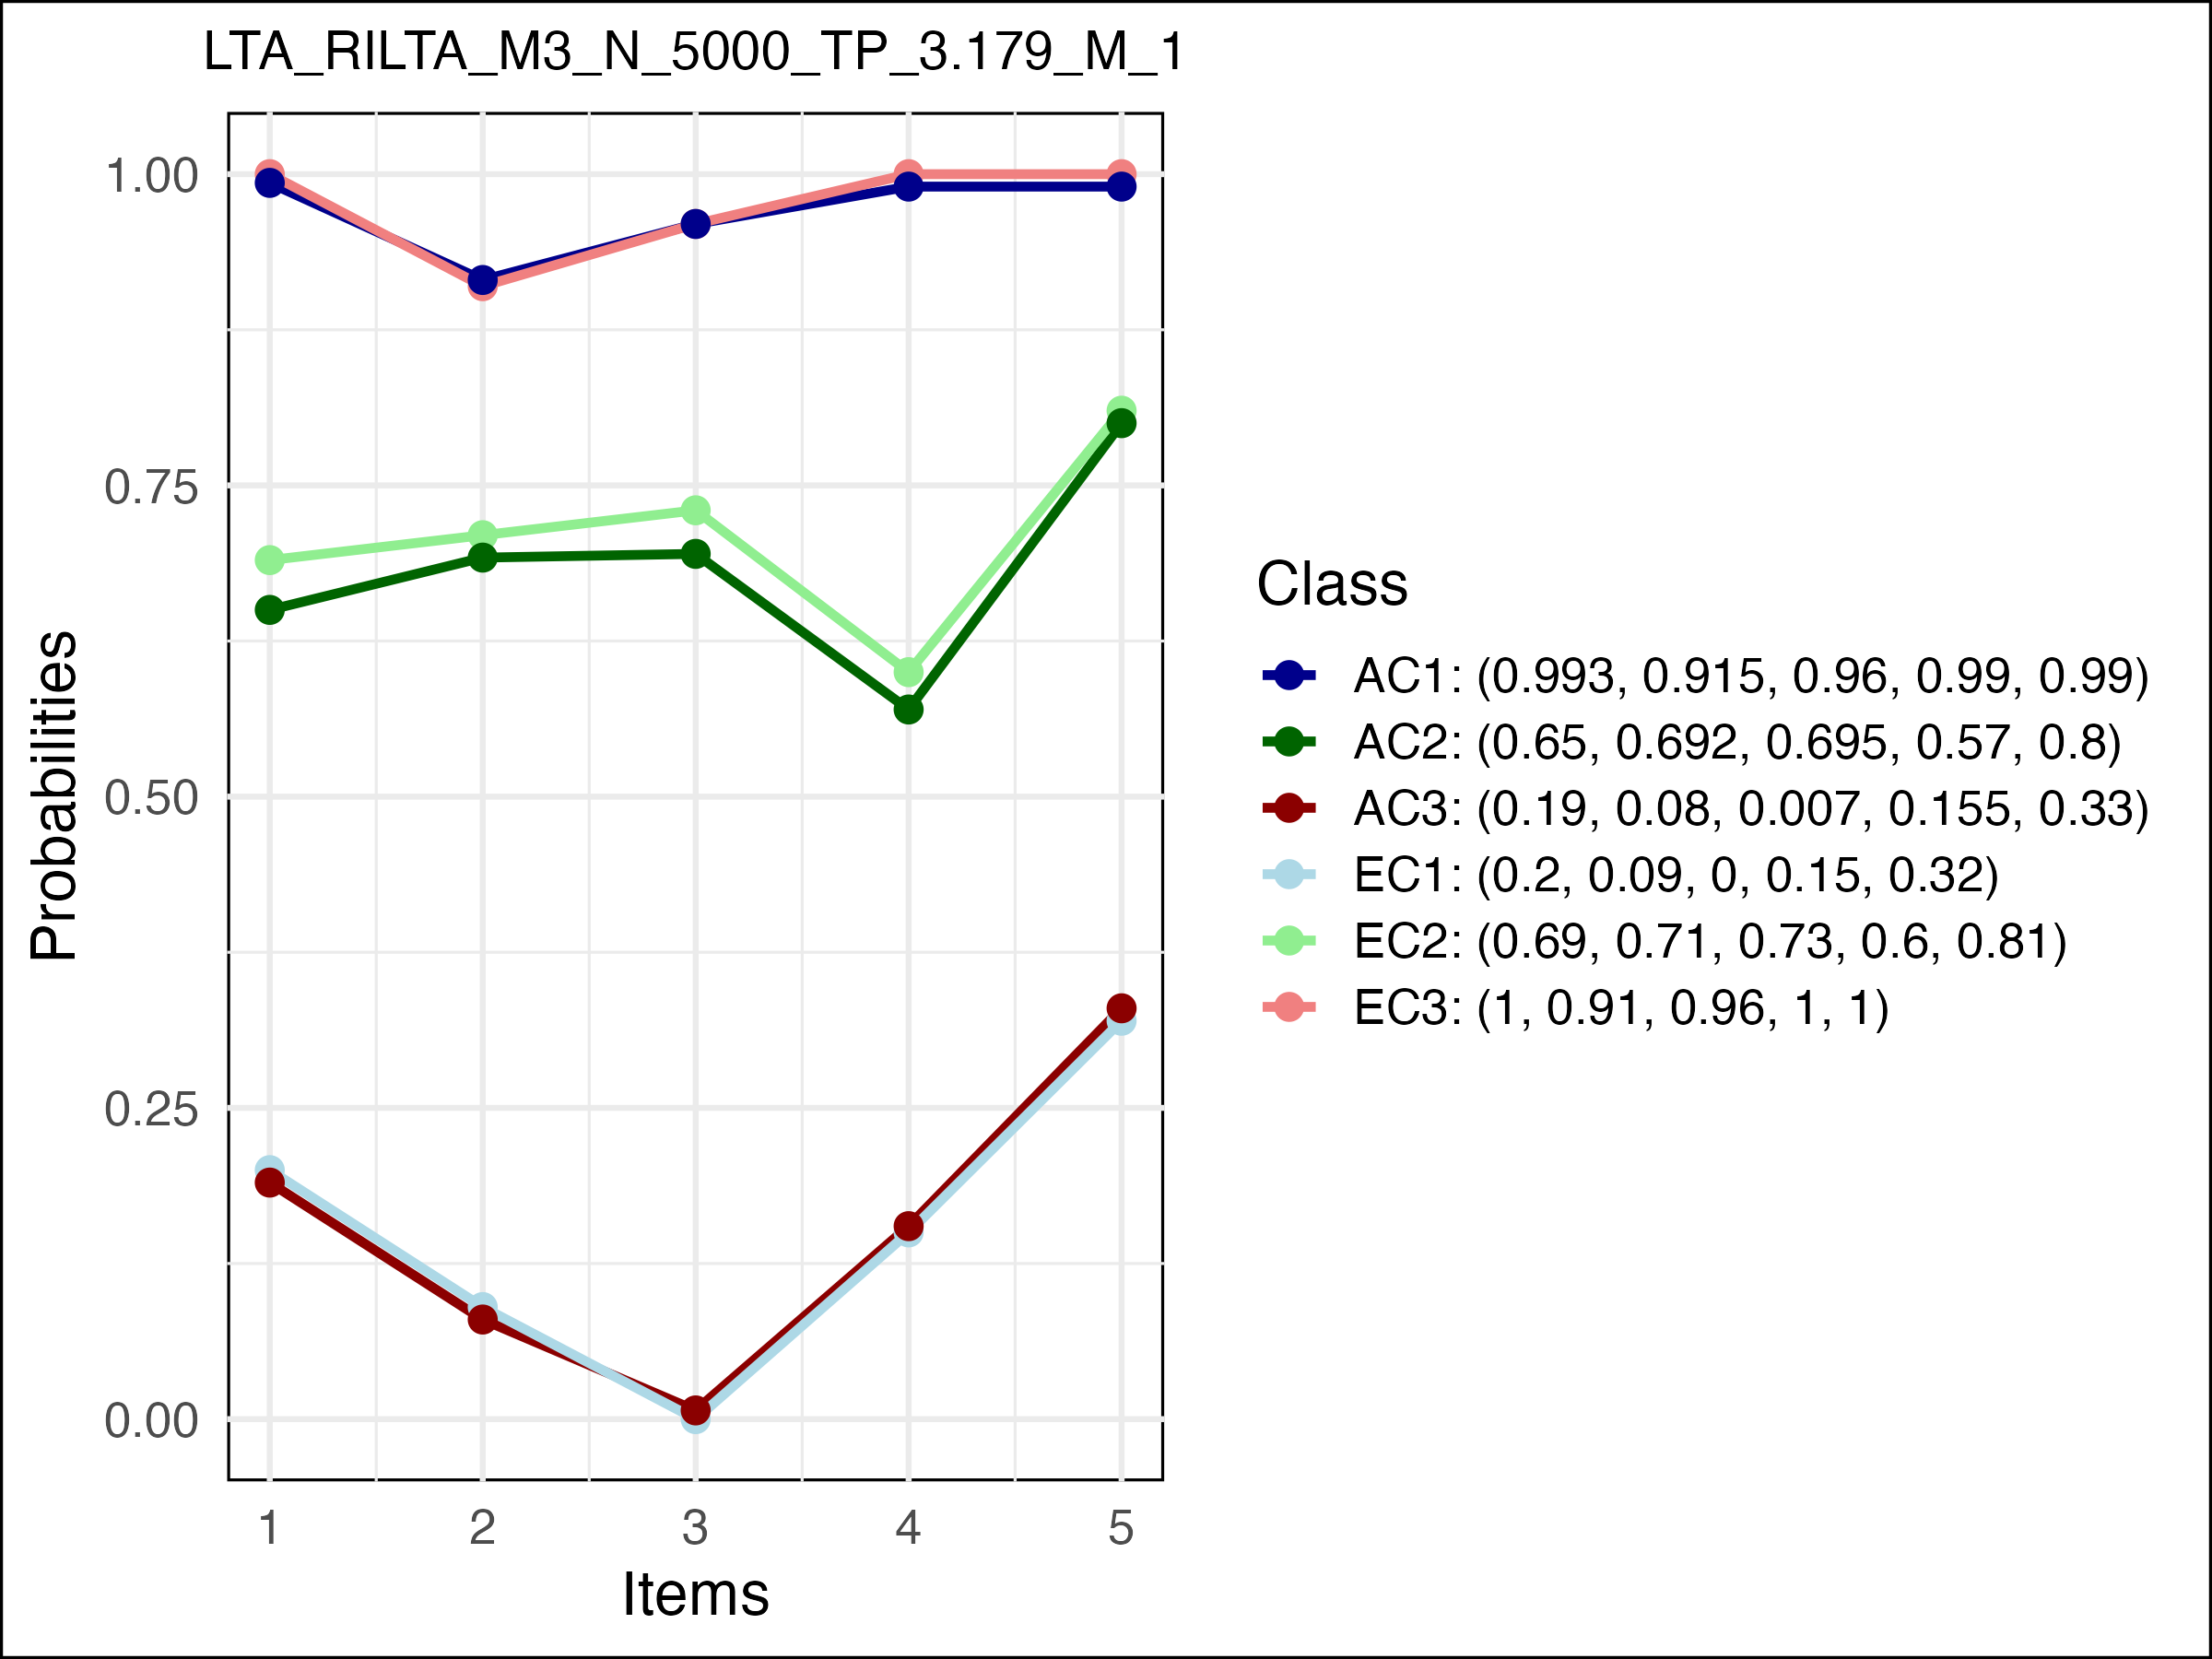 LTA_RILTA_M3_N_5000_TP_3.179_M_1
1.00
0.75
0.50
0.25
0.00
Probabilities
1 2 3 4 5
Items
Class
AC1: (0.993, 0.915, 0.96, 0.99, 0.99)
AC2: (0.65, 0.692, 0.695, 0.57, 0.8)
AC3: (0.19, 0.08, 0.007, 0.155, 0.33)
EC1: (0.2, 0.09, 0, 0.15, 0.32)
EC2: (0.69, 0.71, 0.73, 0.6, 0.81)
EC3: (1, 0.91, 0.96, 1, 1)